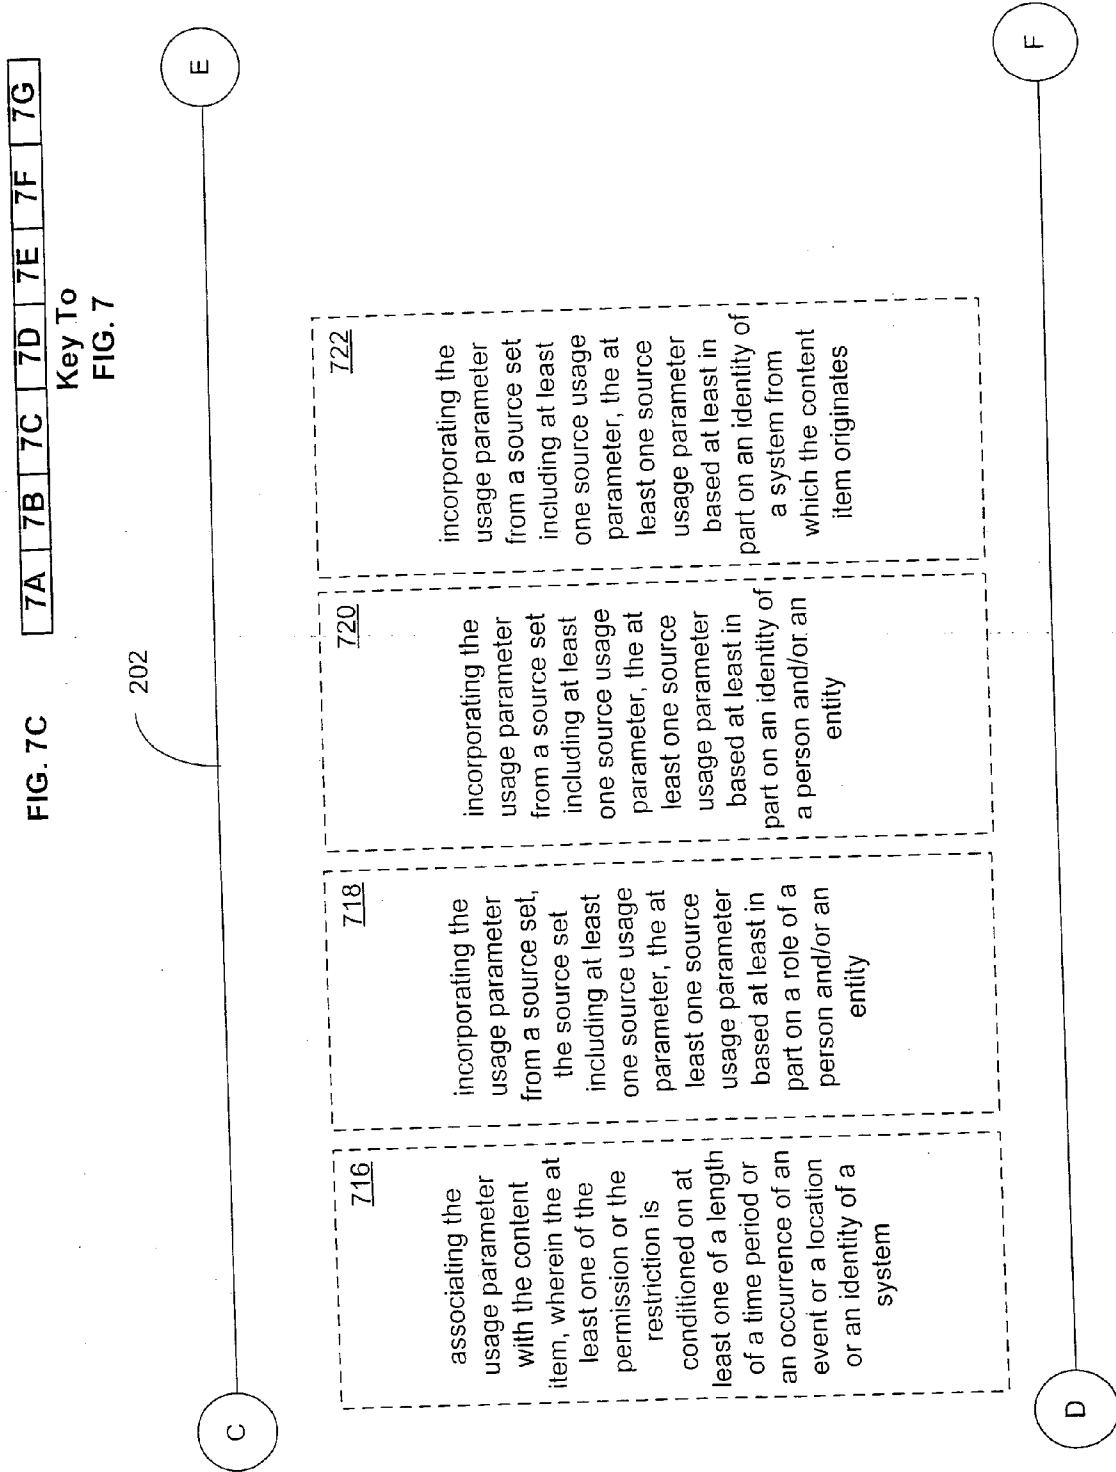 FIG. 7C
7A 7B 7C 7D 7E 7F 7G
Key To
FIG. 7
202
C
E
716
associating the
usage parameter
with the content
item, wherein the at
least one of the
permission or the
restriction is
conditioned on at
least one of a length
of a time period or
an occurrence of an
event or a location
or an identity of a
system
718
incorporating the
usage parameter
from a source set,
the source set
including at least
one source usage
parameter, the at
least one source
usage parameter
based at least in
part on a role of a
person and/or an
entity
720
incorporating the
usage parameter
from a source set
including at least
one source usage
parameter, the at
least one source
usage parameter
based at least in
part on an identity of
a person and/or an
entity
722
incorporating the
usage parameter
from a source set
including at least
one source usage
parameter, the at
least one source
usage parameter
based at least in
part on an identity of
a system from
which the content
item originates
D
F